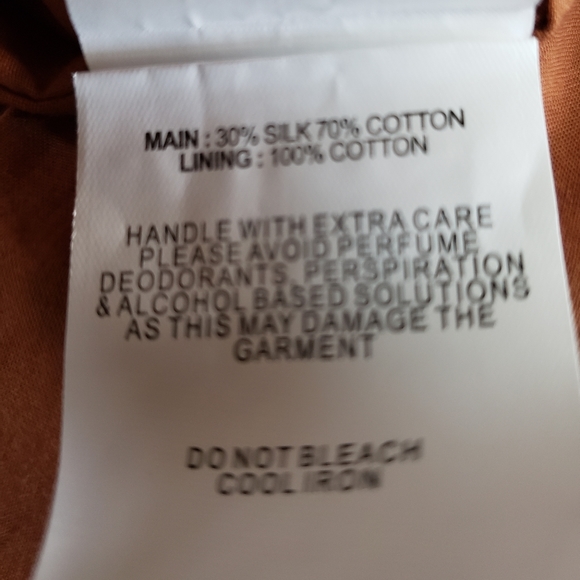 MAIN : 30% SILK 70% COTTON
LINING : 100% COTTON
HANDLE WITH EXTRA CARE
PLEASE AVOID PERFUME,
DEODORANTS, PERSPIRATION
& ALCOHOL BASED SOLUTIONS
AS THIS MAY DAMAGE THE
GARMENT
DO NOT BLEACH
COOL IRON